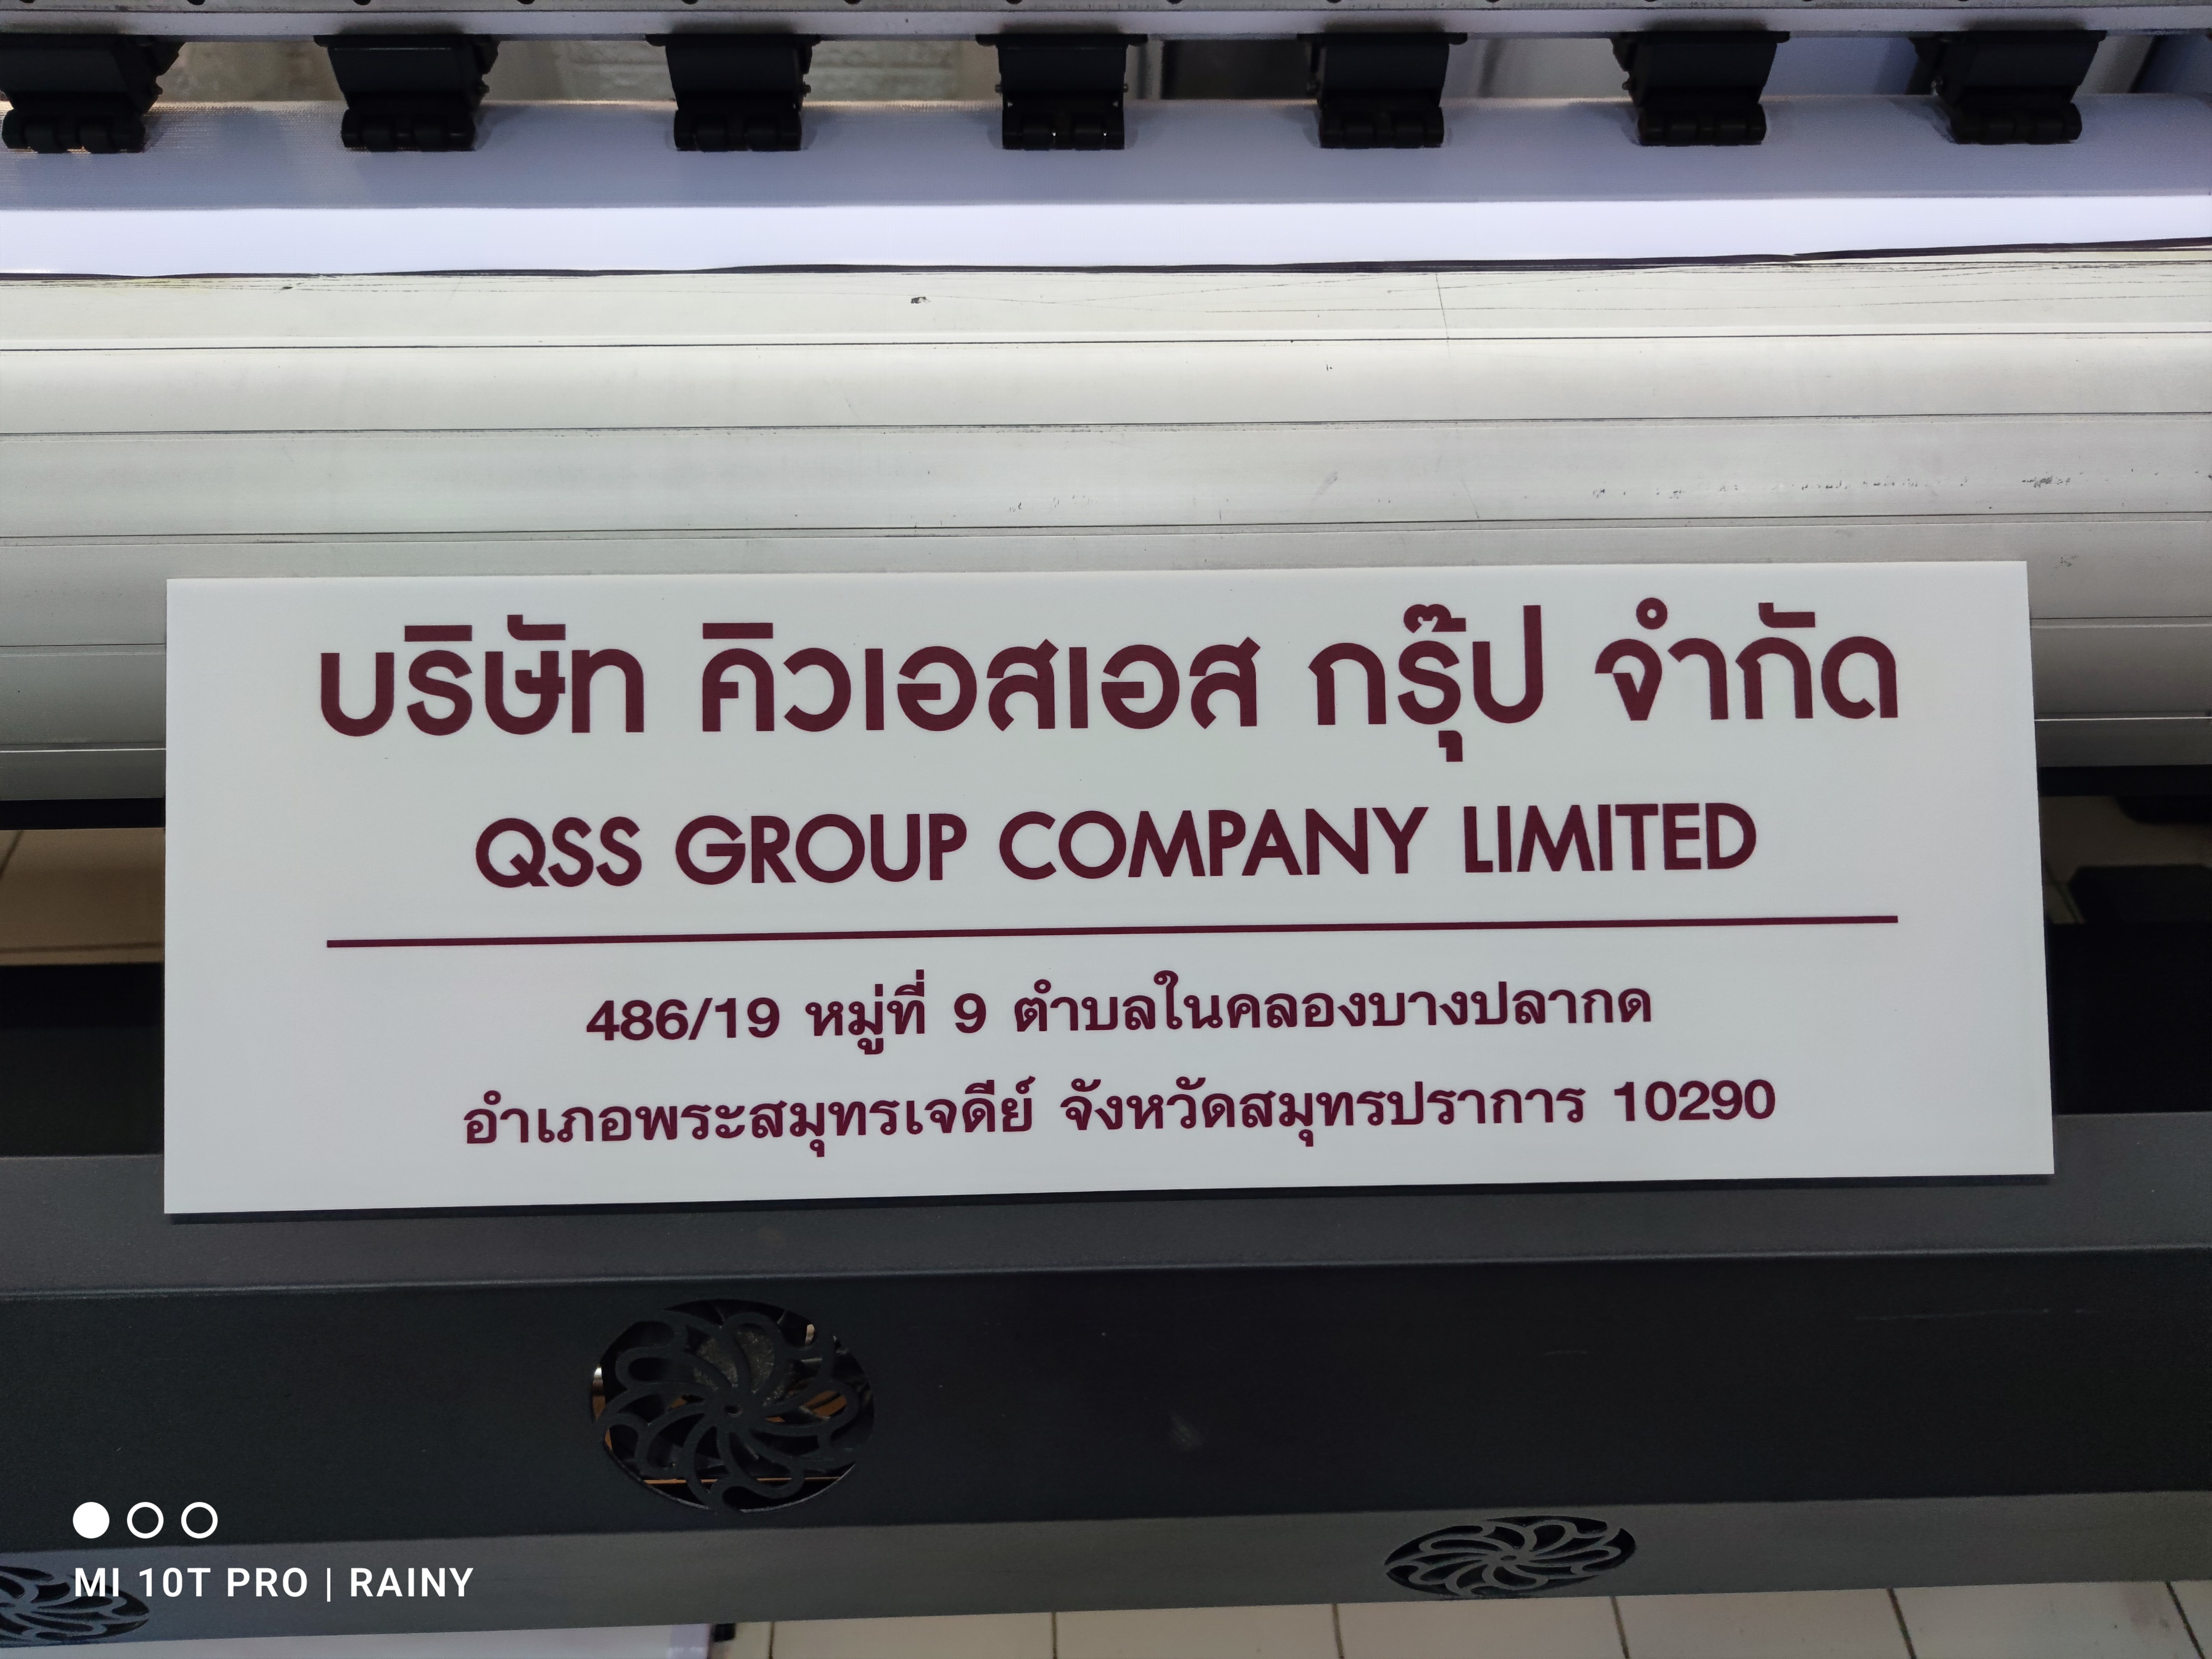 บริษัท คิวเอสเอส กรุ๊ป จำกัด
QSS GROUP COMPANY LIMITED
486/19 หมู่ที่ 9 ตำบลในคลองบางปลากด
อำเภอพระสมุทรเจดีย์ จังหวัดสมุทรปราการ 10290
MI 10T PRO | RAINY